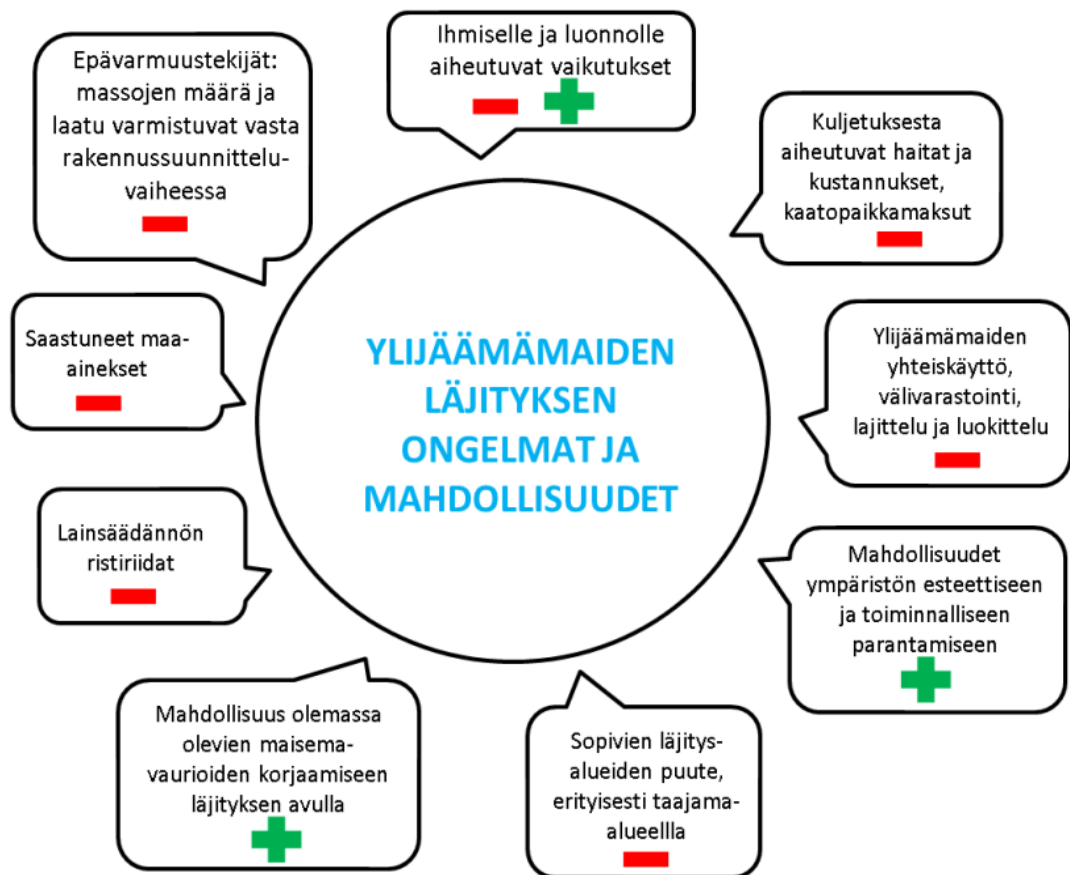 Epävarmuustekijät:
massojen määrä ja
laatu varmistuvat vasta
rakennussuunnittelu-
vaiheessa
Ihmiselle ja luonnolle
aiheutuvat vaikutukset
Kuljetuksesta
aiheutuvat haitat ja
kustannukset,
kaatopaikkamaksut
Saastuneet maa-
ainekset
YLIJÄÄMÄMAIDEN
LÄJITYKSEN
ONGELMAT JA
MAHDOLLISUUDET
Ylijäämämaiden
yhteiskäyttö,
välivarastointi,
lajittelu ja luokittelu
Lainsäädännön
ristiriidat
Mahdollisuudet
ympäristön esteettiseen
ja toiminnalliseen
parantamiseen
Mahdollisuus olemassa
olevien maisema-
vaurioiden korjaamiseen
läjityksen avulla
Sopivien läjitys-
alueiden puute,
erityisesti taajama-
alueellla